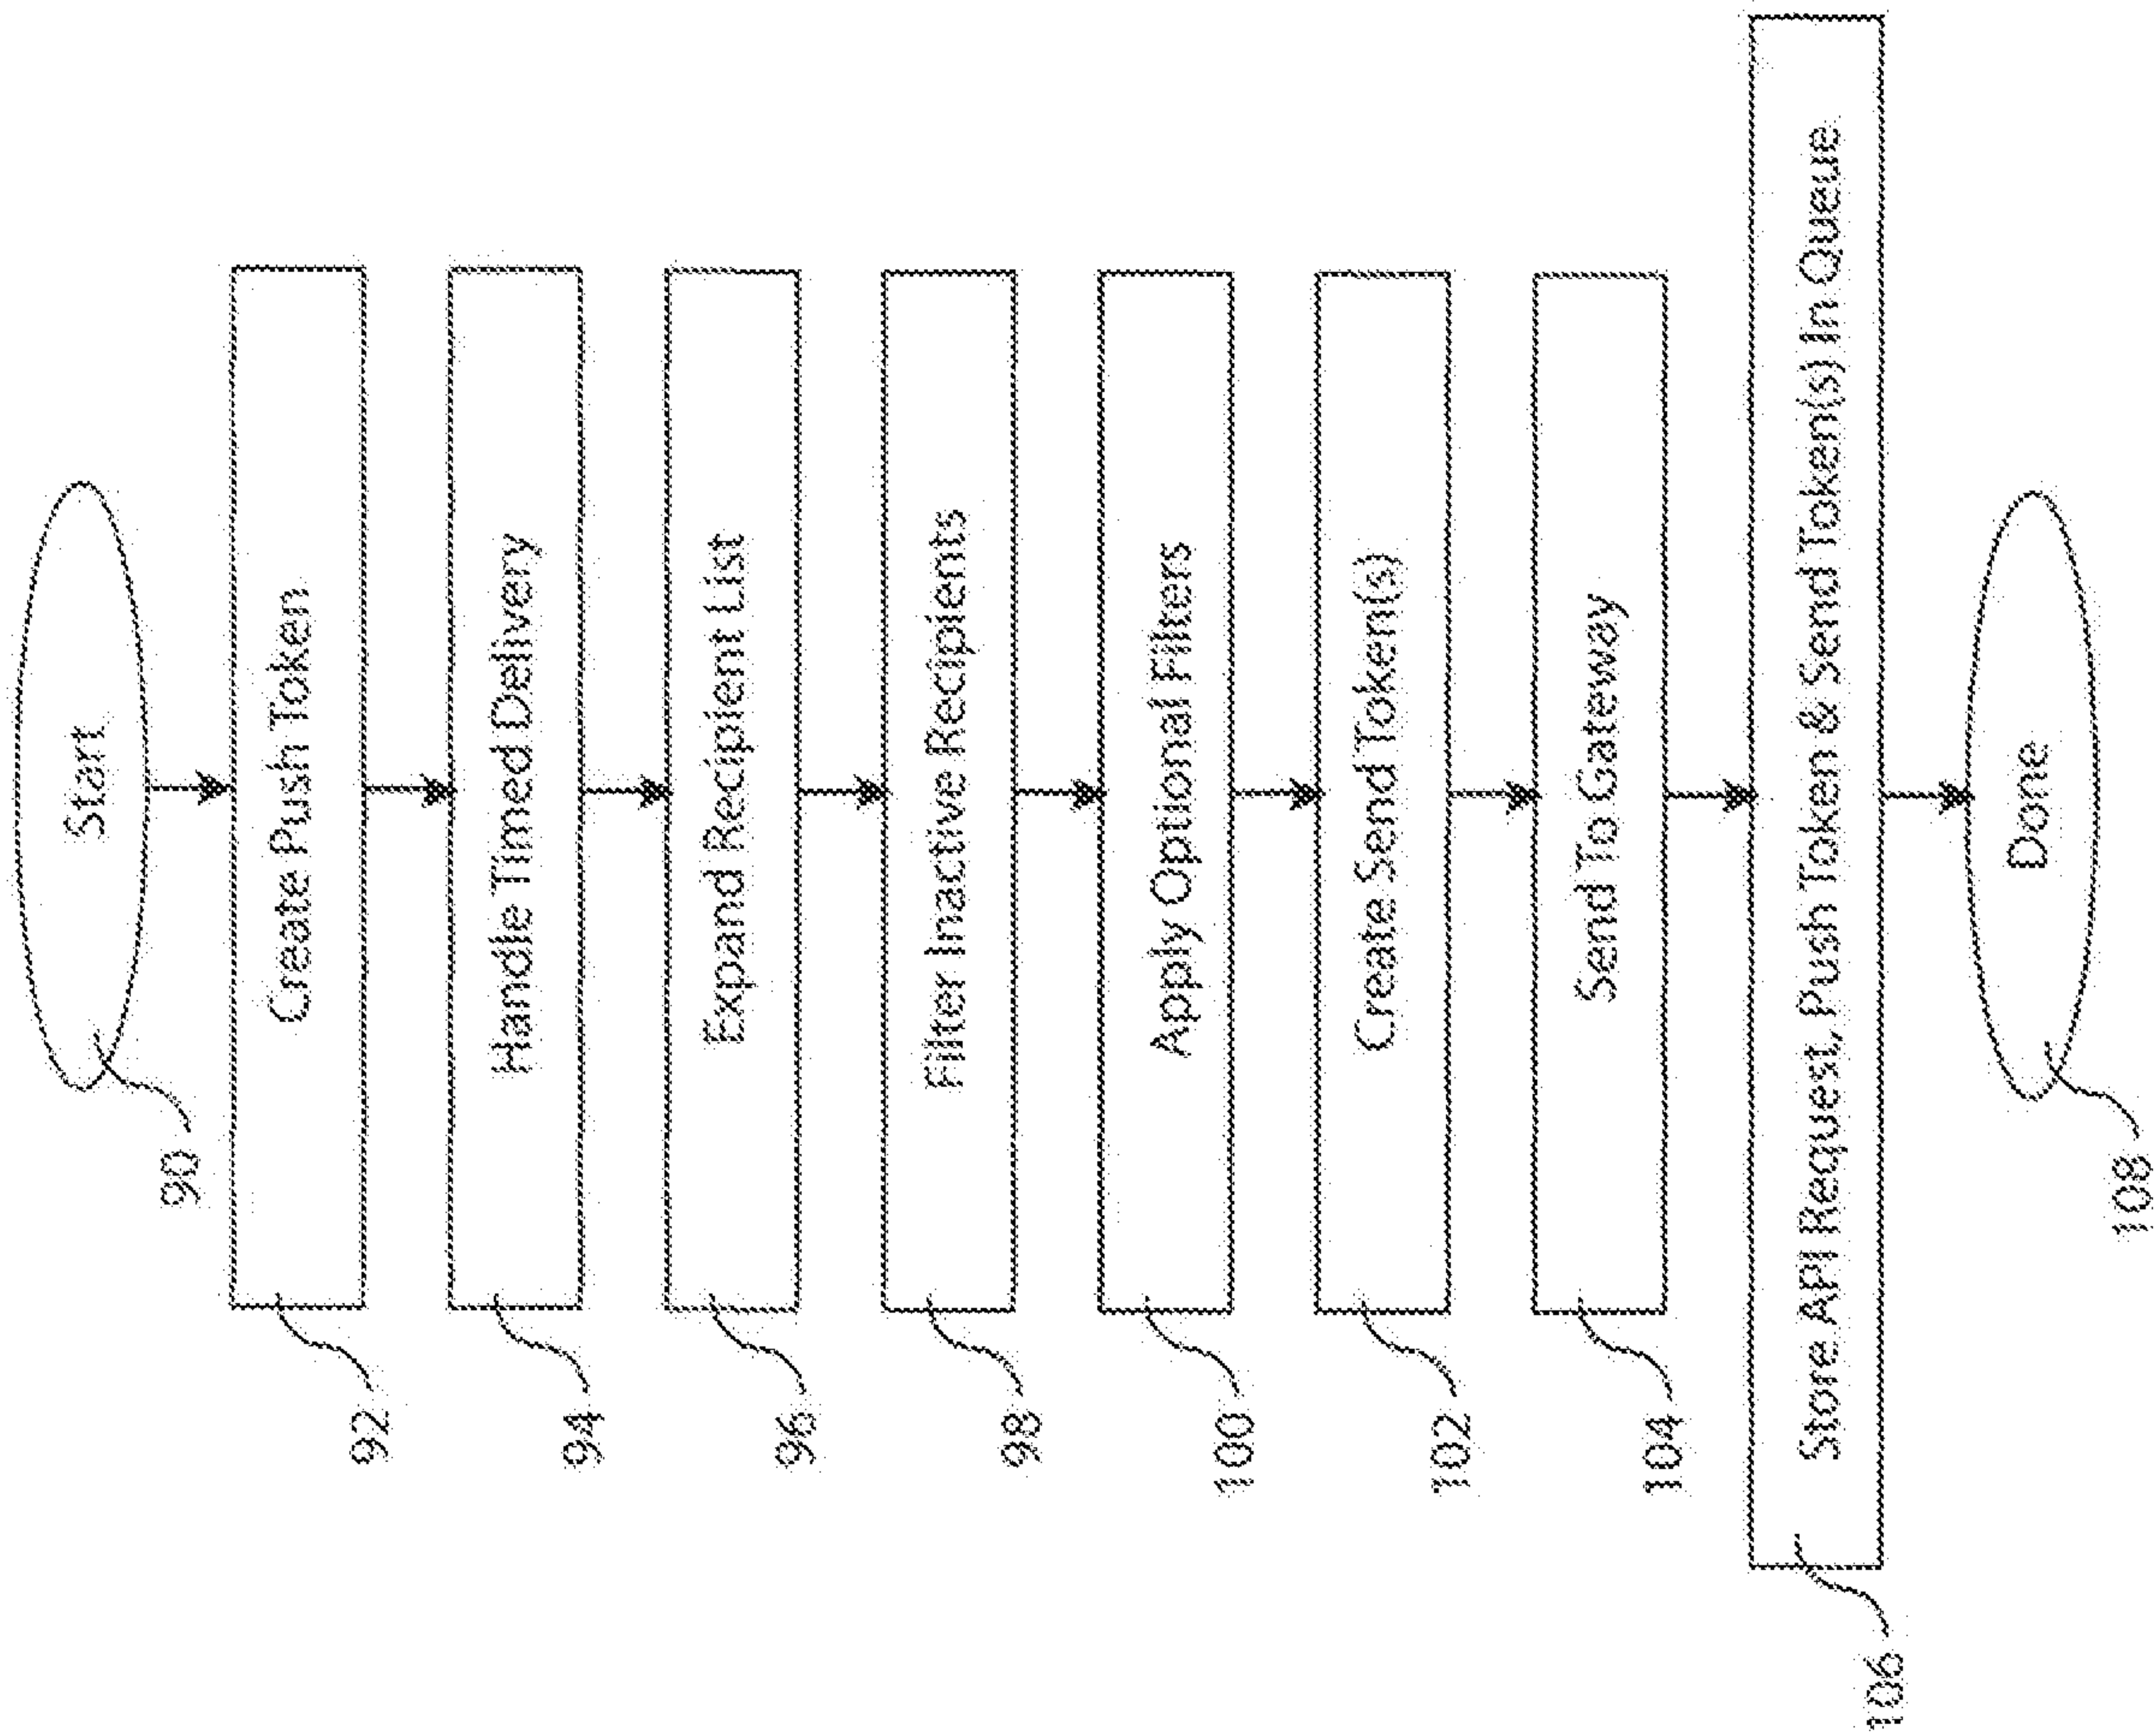 Start
90
Create Push Token
92
Handle Timed Delivery
94
Expand Recipient List
96
Filter Inactive Recipients
98
Apply Optional Filters
100
Create Send Token(s)
102
Send To Gateway
104
Store API Request, Push Token & Send Token(s) In Queue
106
Done
108